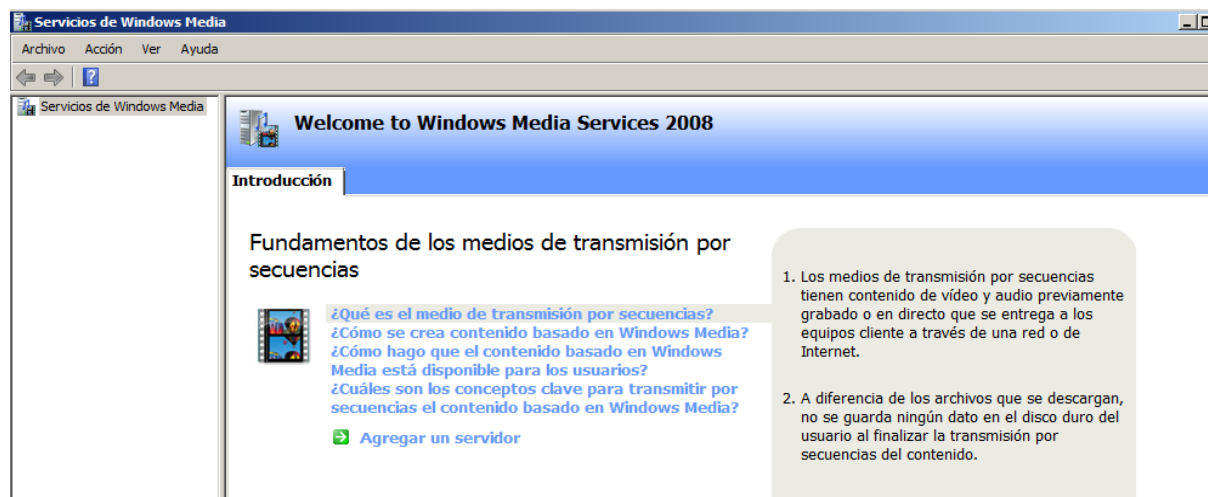 Servicios de Windows Media
Archivo Acción Ver Ayuda
Servicios de Windows Media
Welcome to Windows Media Services 2008
Introducción
Fundamentos de los medios de transmisión por
secuencias
¿Qué es el medio de transmisión por secuencias?
¿Cómo se crea contenido basado en Windows Media?
¿Cómo hago que el contenido basado en Windows
Media está disponible para los usuarios?
¿Cuáles son los conceptos clave para transmitir por
secuencias el contenido basado en Windows Media?
Agregar un servidor
1. Los medios de transmisión por secuencias
tienen contenido de vídeo y audio previamente
grabado o en directo que se entrega a los
equipos cliente a través de una red o de
Internet.
2. A diferencia de los archivos que se descargan,
no se guarda ningún dato en el disco duro del
usuario al finalizar la transmisión por
secuencias del contenido.